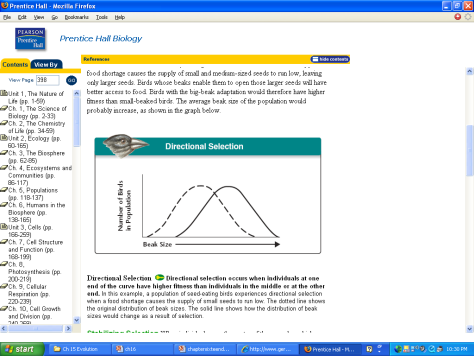 Prentice Hall - Mozilla Firefox
File Edit View Go Bookmarks Tools Help
PEARSON
Prentice Hall
Prentice Hall Biology
Contents View By
References
hide contents
View Page 398 GO
Unit 1, The Nature of
Life (pp. 1-59)
Ch. 1, The Science of
Biology (pp. 2-33)
Ch. 2, The Chemistry
of Life (pp. 34-59)
Unit 2, Ecology (pp.
60-165)
Ch. 3, The Biosphere
(pp. 62-85)
Ch. 4, Ecosystems and
Communities (pp.
86-117)
Ch. 5, Populations
(pp. 118-137)
Ch. 6, Humans in the
Biosphere (pp.
138-165)
Unit 3, Cells (pp.
166-259)
Ch. 7, Cell Structure
and Function (pp.
168-199)
Ch. 8,
Photosynthesis (pp.
200-219)
Ch. 9, Cellular
Respiration (pp.
220-239)
Ch. 10, Cell Growth
and Division (pp.
food shortage causes the supply of small and medium-sized seeds to run low, leaving
only larger seeds. Birds whose beaks enable them to open those larger seeds will have
better access to food. Birds with the big-beak adaptation would therefore have higher
fitness than small-beaked birds. The average beak size of the population would
probably increase, as shown in the graph below.
Directional Selection
Number of Birds
in Population
Beak Size
Directional Selection Directional selection occurs when individuals at one
end of the curve have higher fitness than individuals in the middle or at the other
end. In this example, a population of seed-eating birds experiences directional selection
when a food shortage causes the supply of small seeds to run low. The dotted line shows
the original distribution of beak sizes. The solid line shows how the distribution of beak
sizes would change as a result of selection.
start
Ch 15 Evolution
ch16
http://www.ger...
Prentice Hall - M...
10:30 PM